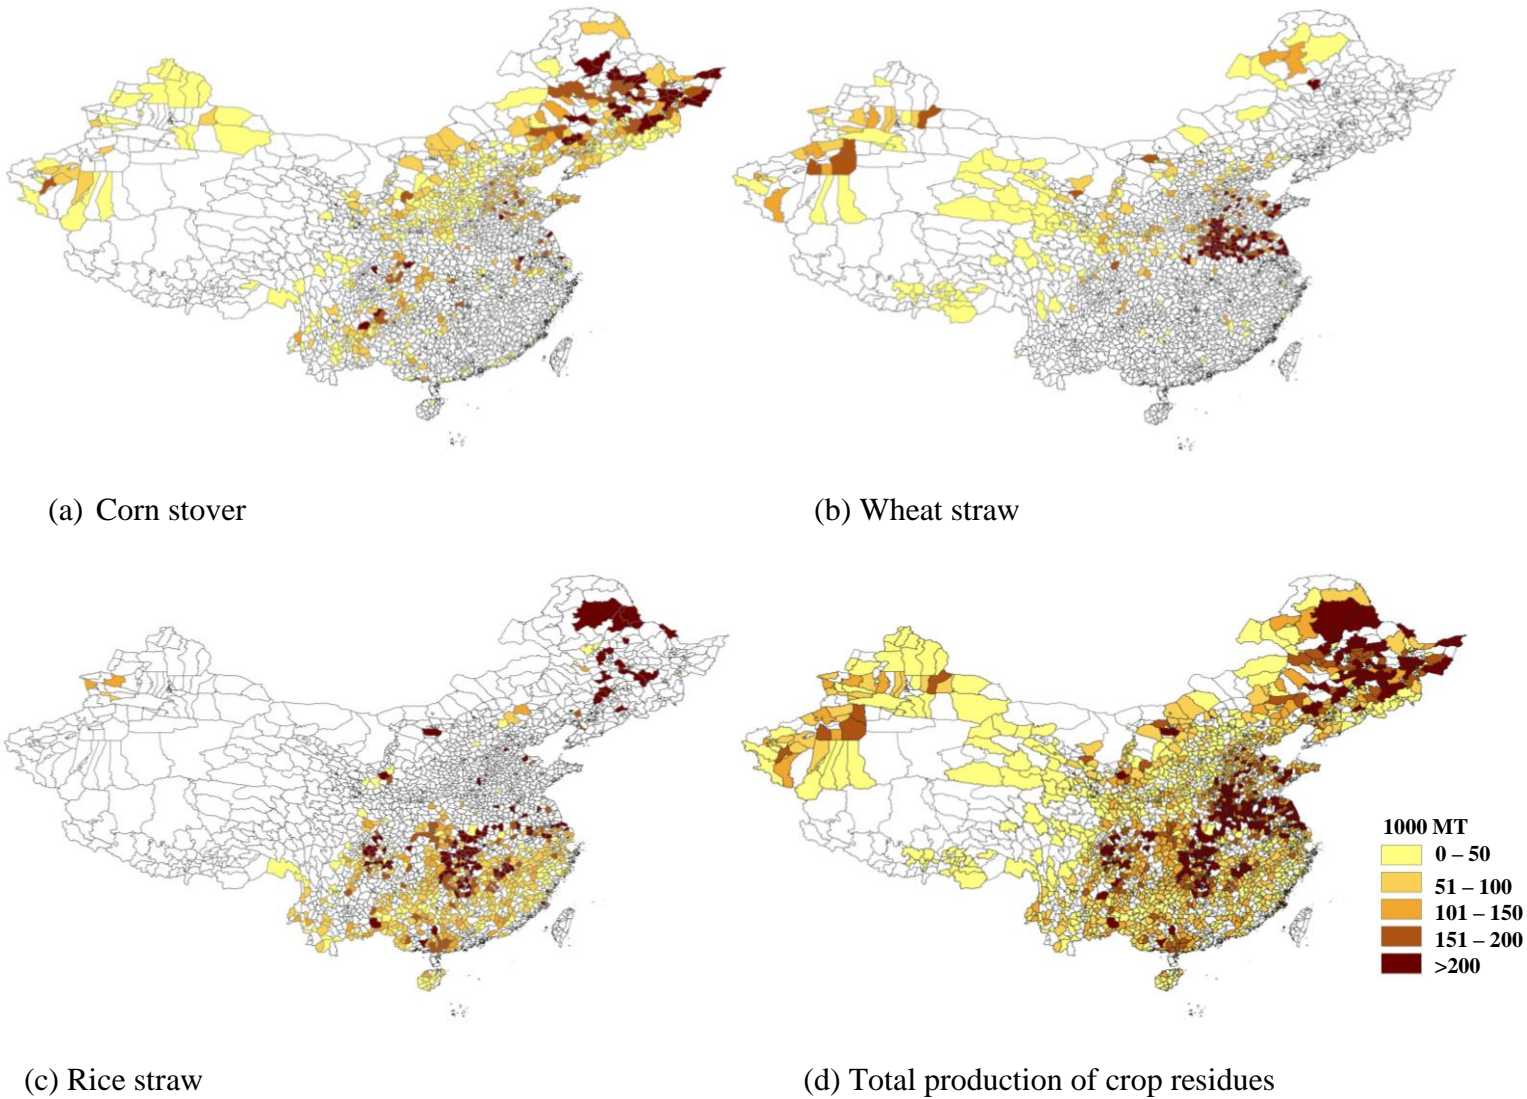 (a) Corn stover
(b) Wheat straw
1000 MT
0 – 50
51 – 100
101 – 150
151 – 200
>200
(c) Rice straw
(d) Total production of crop residues